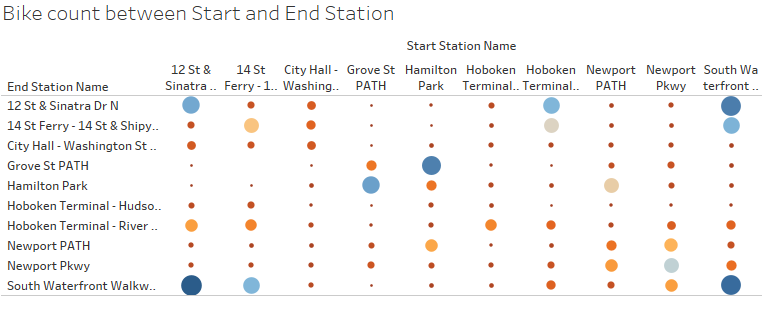 Bike count between Start and End Station
Start Station Name
12 St & 14 St City Hall - Grove St Hamilton Hoboken Hoboken Newport Newport South Wa
End Station Name Sinatra .. Ferry - 1.. Washing.. PATH Park Terminal.. Terminal.. PATH Pkwy terfront ..
12 St & Sinatra Dr N
14 St Ferry - 14 St & Shipy..
City Hall - Washington St ..
Grove St PATH
Hamilton Park
Hoboken Terminal - Hudso..
Hoboken Terminal - River ..
Newport PATH
Newport Pkwy
South Waterfront Walkw..